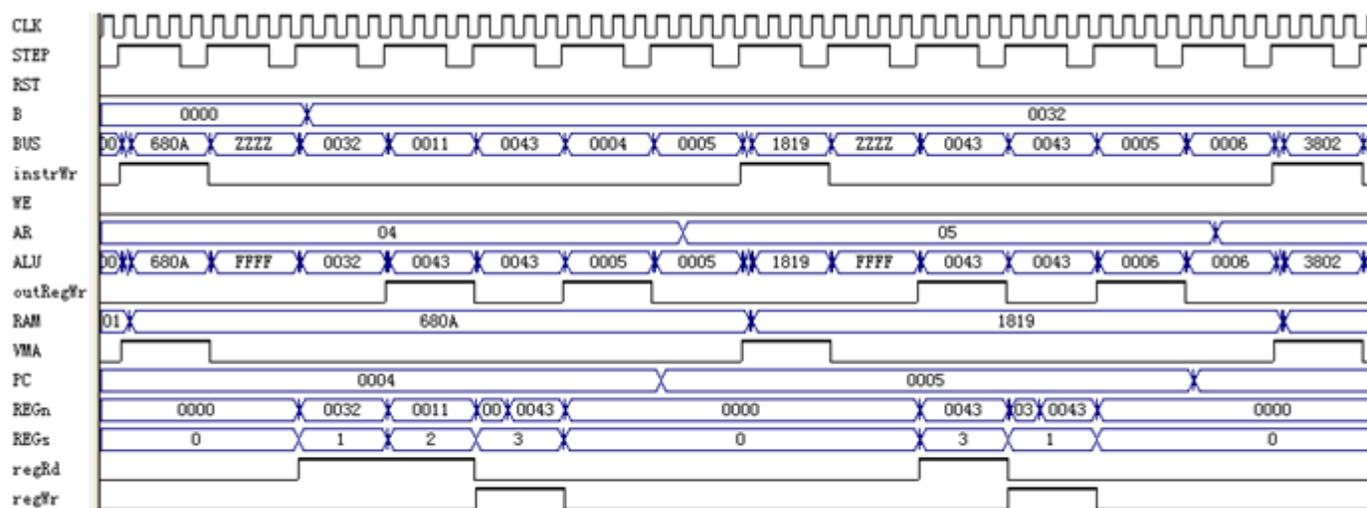 CLK
STEP
RST
B 0000 0032
BUS 00 680A ZZZZ 0032 0011 0043 0004 0005 1819 ZZZZ 0043 0043 0005 0006 3802
instrWr
WE
AR 04 05
ALU 00 680A FFFF 0032 0043 0043 0005 0005 1819 FFFF 0043 0043 0006 0006 3802
outRegWr
RAM 01 680A 1819
VMA
PC 0004 0005
REGn 0000 0032 0011 00 0043 0000 0043 03 0043 0000
REGs 0 1 2 3 0 3 1 0
regRd
regWr